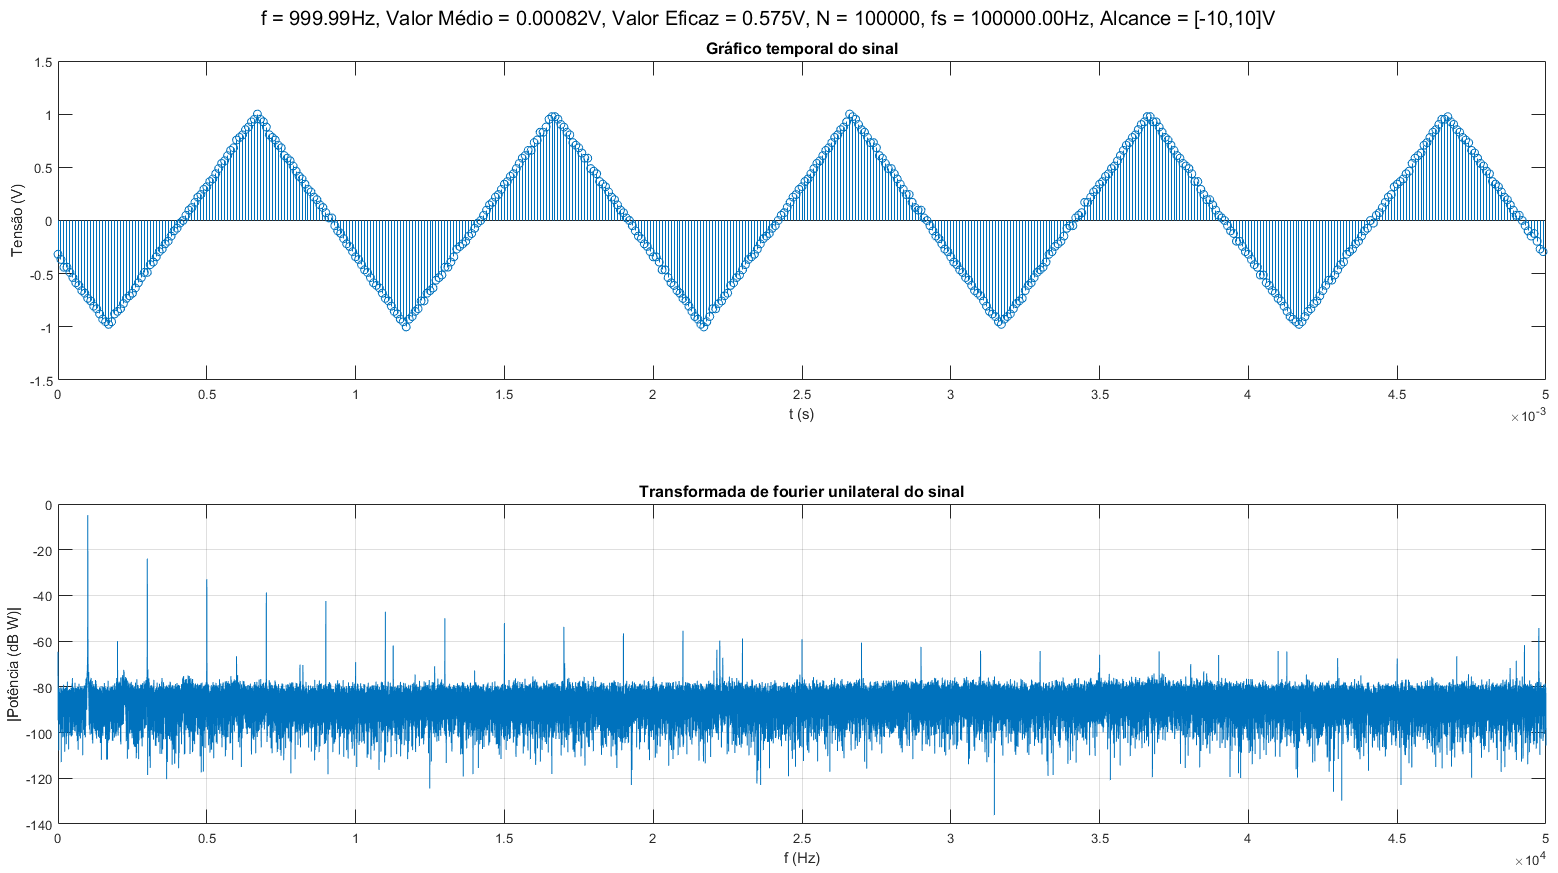 f = 999.99Hz, Valor Médio = 0.00082V, Valor Eficaz = 0.575V, N = 100000, fs = 100000.00Hz, Alcance = [-10,10]V
Gráfico temporal do sinal
Tensão (V)
1.5
1
0.5
0
-0.5
-1
-1.5
0 0.5 1 1.5 2 2.5 3 3.5 4 4.5 5
t (s)
×10-3
Transformada de fourier unilateral do sinal
|Potência (dB W)|
0
-20
-40
-60
-80
-100
-120
-140
0 0.5 1 1.5 2 2.5 3 3.5 4 4.5 5
f (Hz)
×104